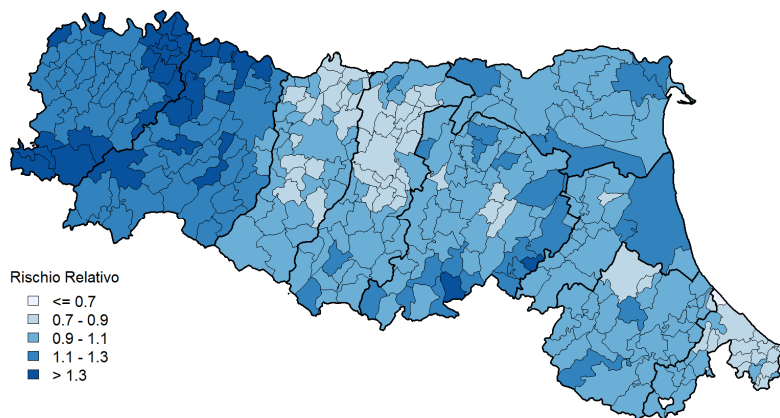 Rischio Relativo
<= 0.7
0.7 - 0.9
0.9 - 1.1
1.1 - 1.3
> 1.3